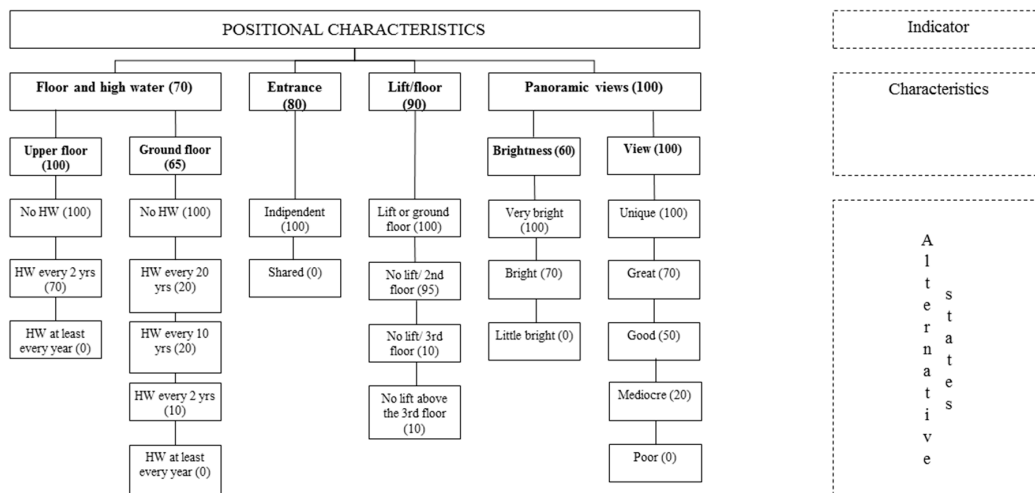 POSITIONAL CHARACTERISTICS
Indicator
Floor and high water (70)
Entrance
(80)
Lift/floor
(90)
Panoramic views (100)
Characteristics
Upper floor
(100)
Ground floor
(65)
Brightness (60)
View (100)
No HW (100)
HW every 2 yrs
(70)
HW at least
every year (0)
No HW (100)
HW every 20
yrs (20)
HW every 10
yrs (20)
HW every 2 yrs
(10)
HW at least
every year (0)
Indipendent
(100)
Shared (0)
Lift or ground
floor (100)
No lift/ 2nd
floor (95)
No lift/ 3rd
floor (10)
No lift above
the 3rd floor
(10)
Very bright
(100)
Bright (70)
Little bright (0)
Unique (100)
Great (70)
Good (50)
Mediocre (20)
Poor (0)
Alternative
states